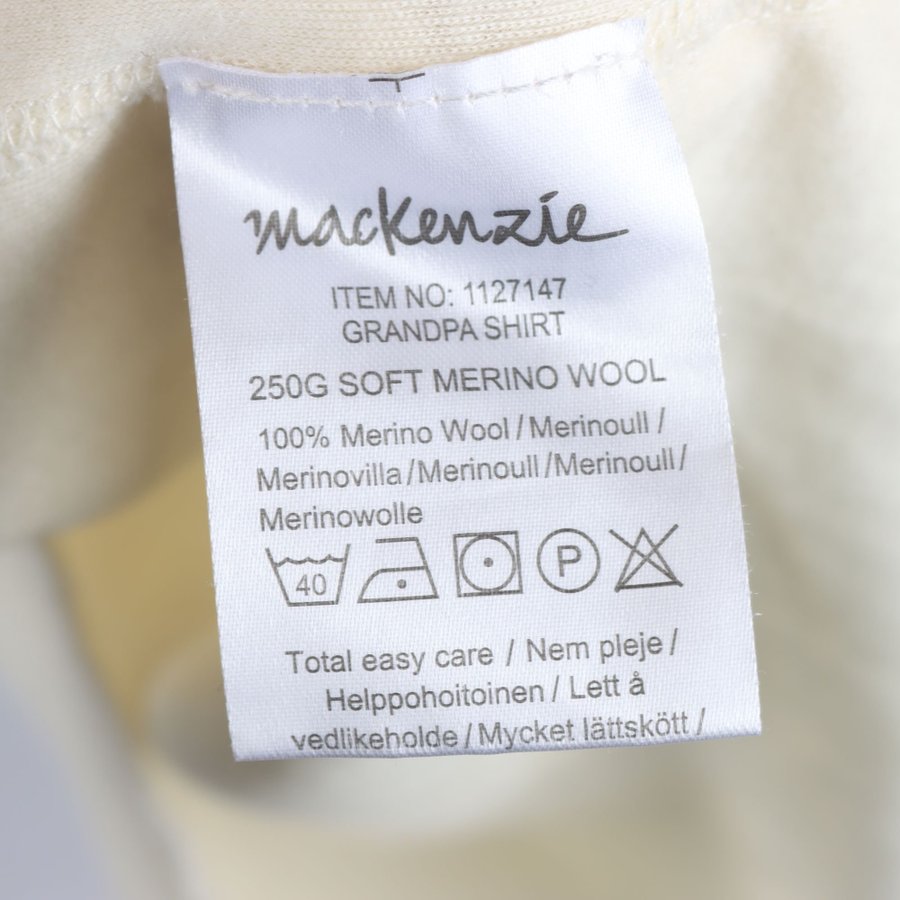 mackenzie
ITEM NO: 1127147
GRANDPA SHIRT
250G SOFT MERINO WOOL
100% Merino Wool / Merinoull /
Merinovilla / Merinoull / Merinoull /
Merinowolle
40 P
Total easy care / Nem pleje /
Helppohoitoinen / Lett å
vedlikeholde / Mycket lättskött /